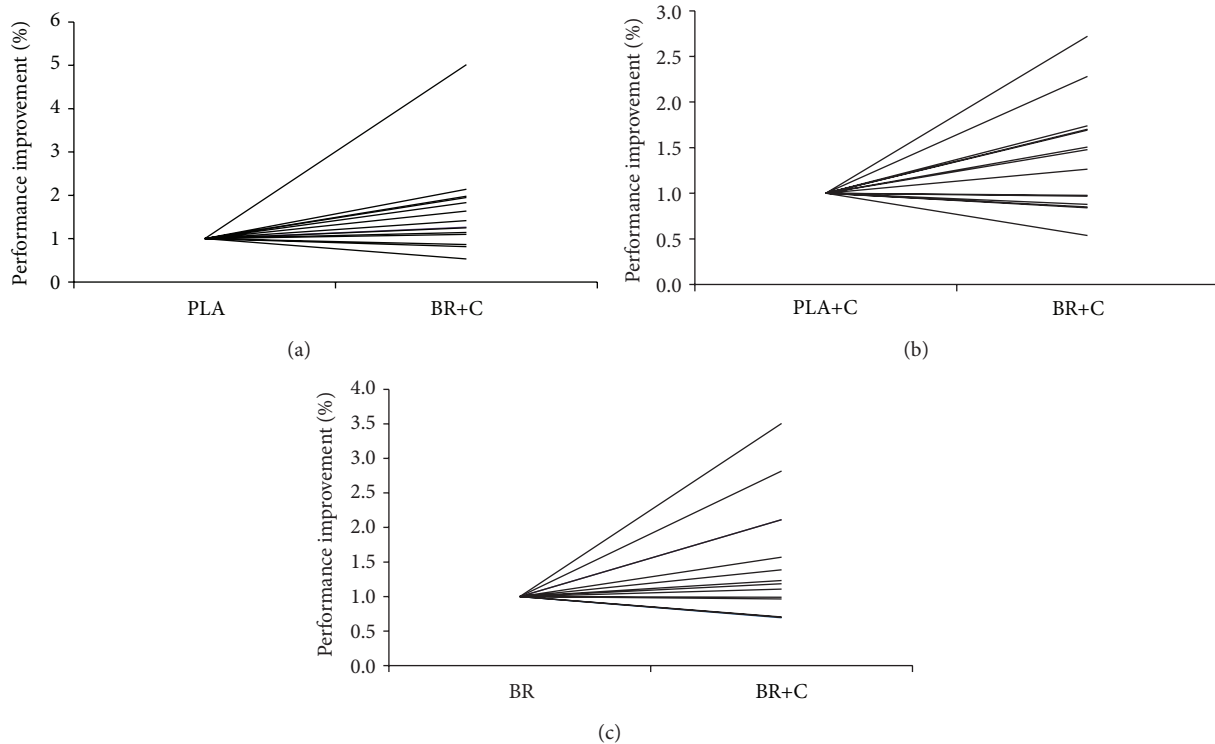 Performance improvement (%)
6
5
4
3
2
1
0
PLA
BR+C
(a)
Performance improvement (%)
3.0
2.5
2.0
1.5
1.0
0.5
0.0
PLA+C
BR+C
(b)
Performance improvement (%)
4.0
3.5
3.0
2.5
2.0
1.5
1.0
0.5
0.0
BR
BR+C
(c)